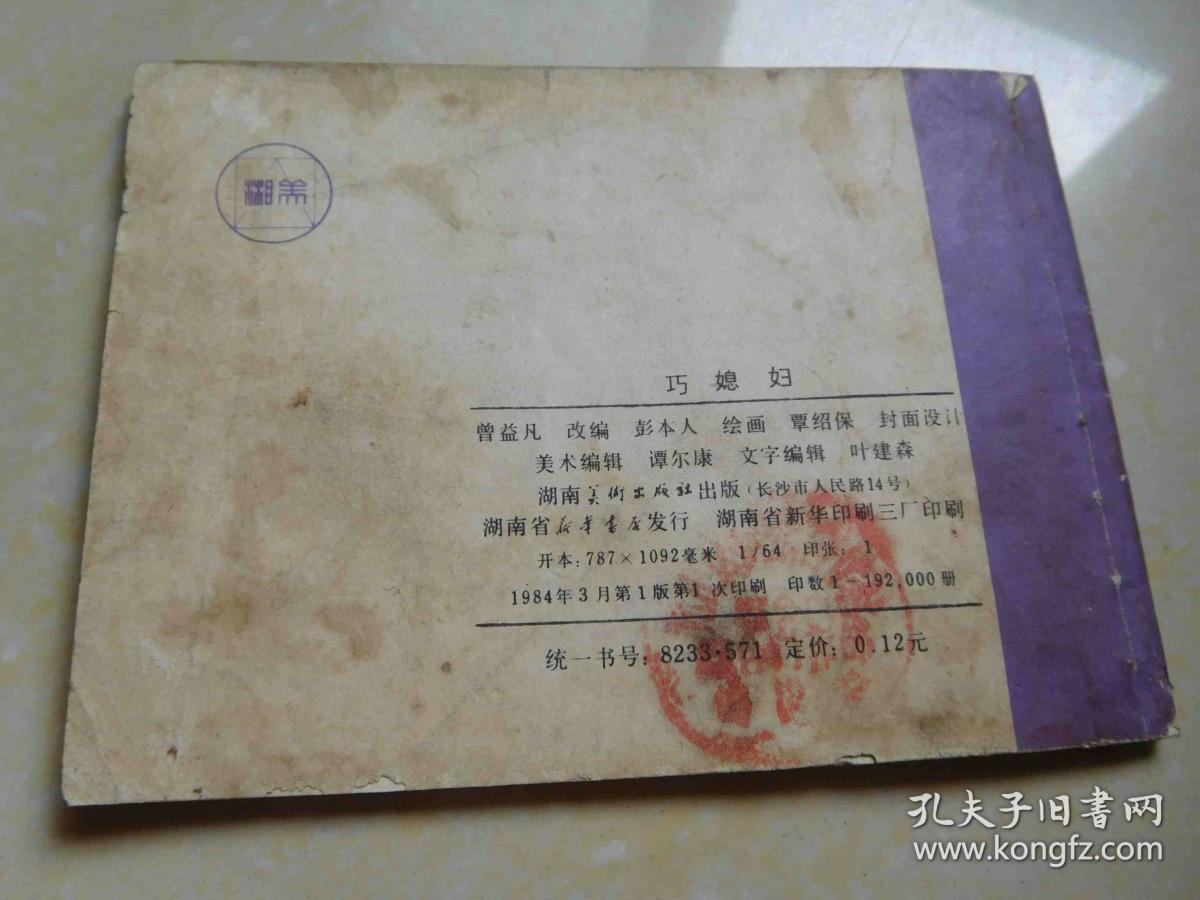 湘美
巧媳妇
曾益凡 改编 彭本人 绘画 覃绍保 封面设计
美术编辑 谭尔康 文字编辑 叶建森
湖南美術出版社出版（长沙市人民路14号）
湖南省新华书店发行 湖南省新华印刷三厂印刷
开本：787×1092毫米 1/64 印张：1
1984年3月第1版第1次印刷 印数1—192,000册
统一书号：8233·571 定价：0.12元
孔夫子旧書网
www.kongfz.com